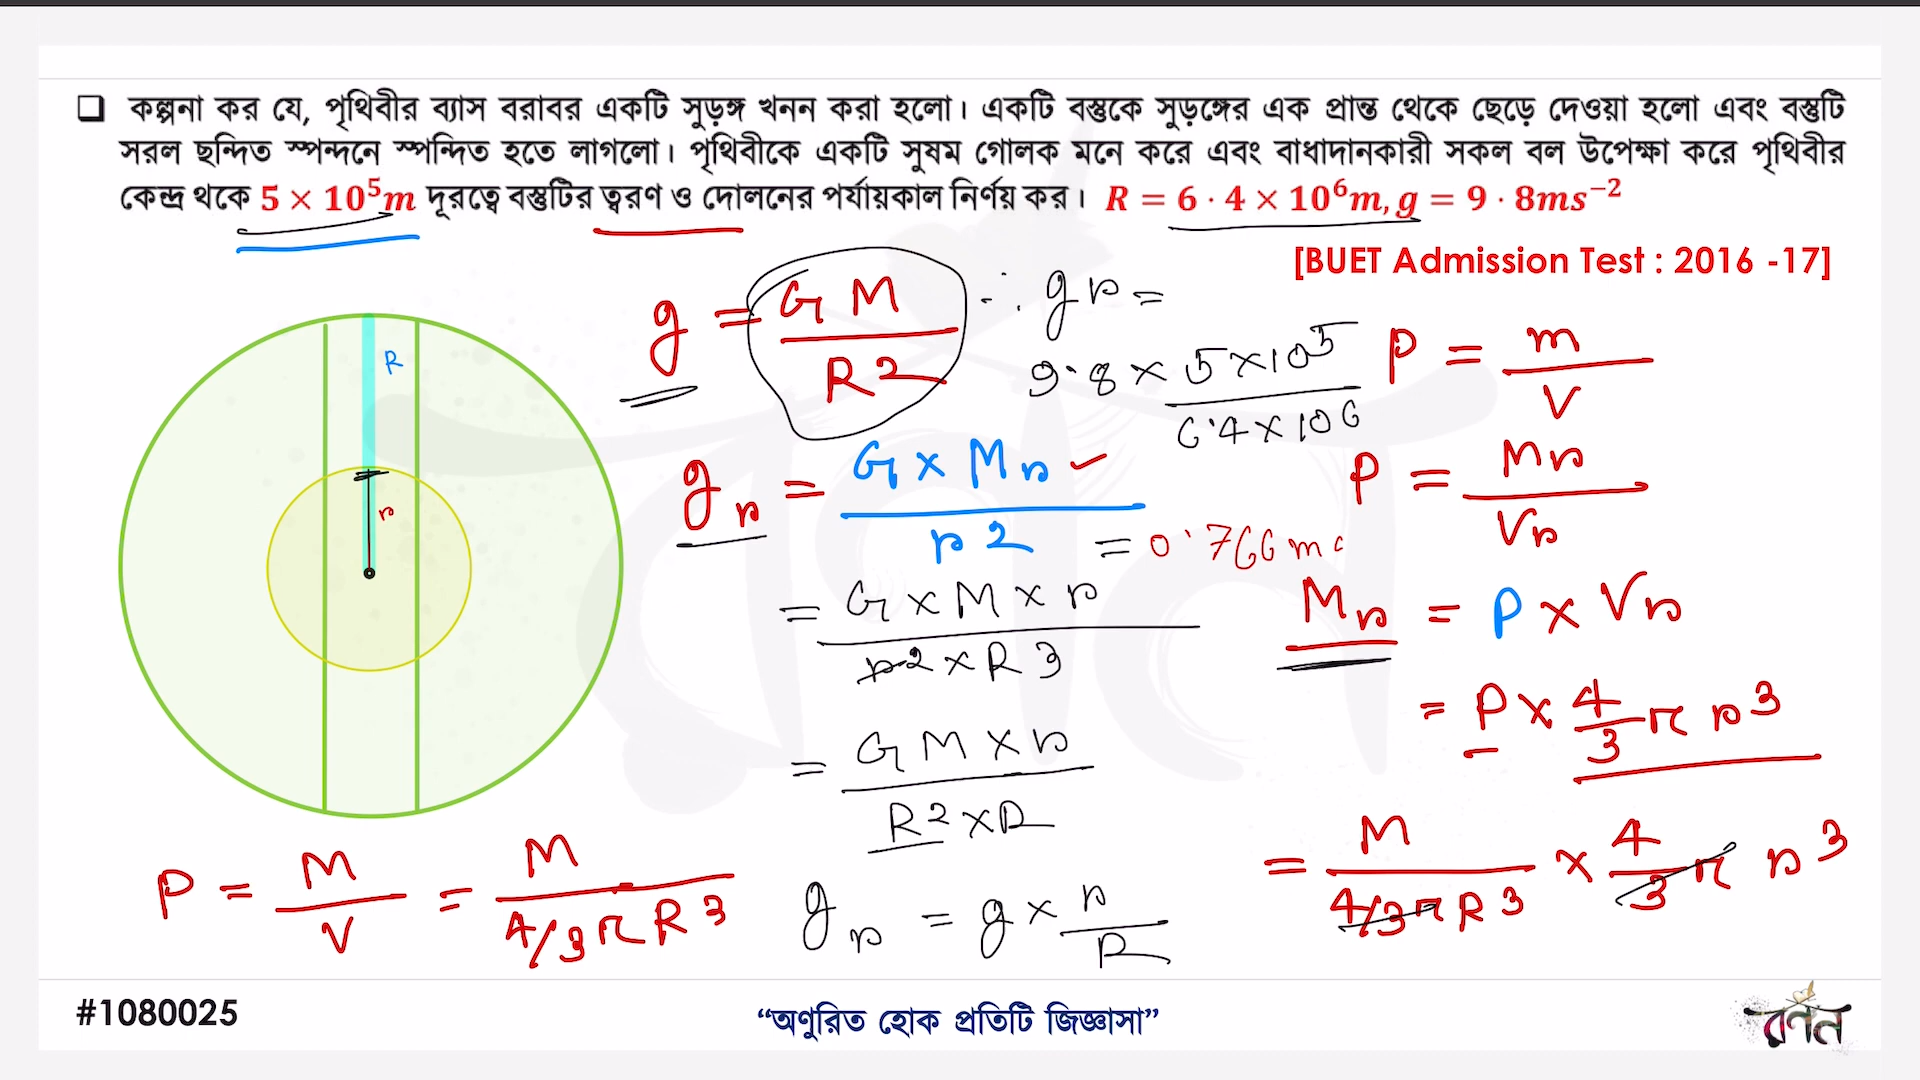 ❑ কল্পনা কর যে, পৃথিবীর ব্যাস বরাবর একটি সুড়ঙ্গ খনন করা হলো। একটি বস্তুকে সুড়ঙ্গের এক প্রান্ত থেকে ছেড়ে দেওয়া হলো এবং বস্তুটি
সরল ছন্দিত স্পন্দনে স্পন্দিত হতে লাগলো। পৃথিবীকে একটি সুষম গোলক মনে করে এবং বাধাদানকারী সকল বল উপেক্ষা করে পৃথিবীর
কেন্দ্র থকে 5 × 10⁵m দূরত্বে বস্তুটির ত্বরণ ও দোলনের পর্যায়কাল নির্ণয় কর। R = 6·4 × 10⁶m, g = 9·8ms⁻²
[BUET Admission Test : 2016 -17]
g = GM/R²
∴ gr =
9.8 × 5×10⁵/6.4×10⁶
ρ = m/V
R
r
gr = G × Mr/r² = 0.766 m
ρ = Mr/Vr
= G × M × r/r² × R³
Mr = ρ × Vr
= ρ × 4/3 π r³
= GM × r/R² × R
= M/4/3 π R³ × 4/3 π r³
ρ = M/V = M/4/3 π R³
gr = g × r/R
#1080025
“অণুরিত হোক প্রতিটি জিজ্ঞাসা”
রণন